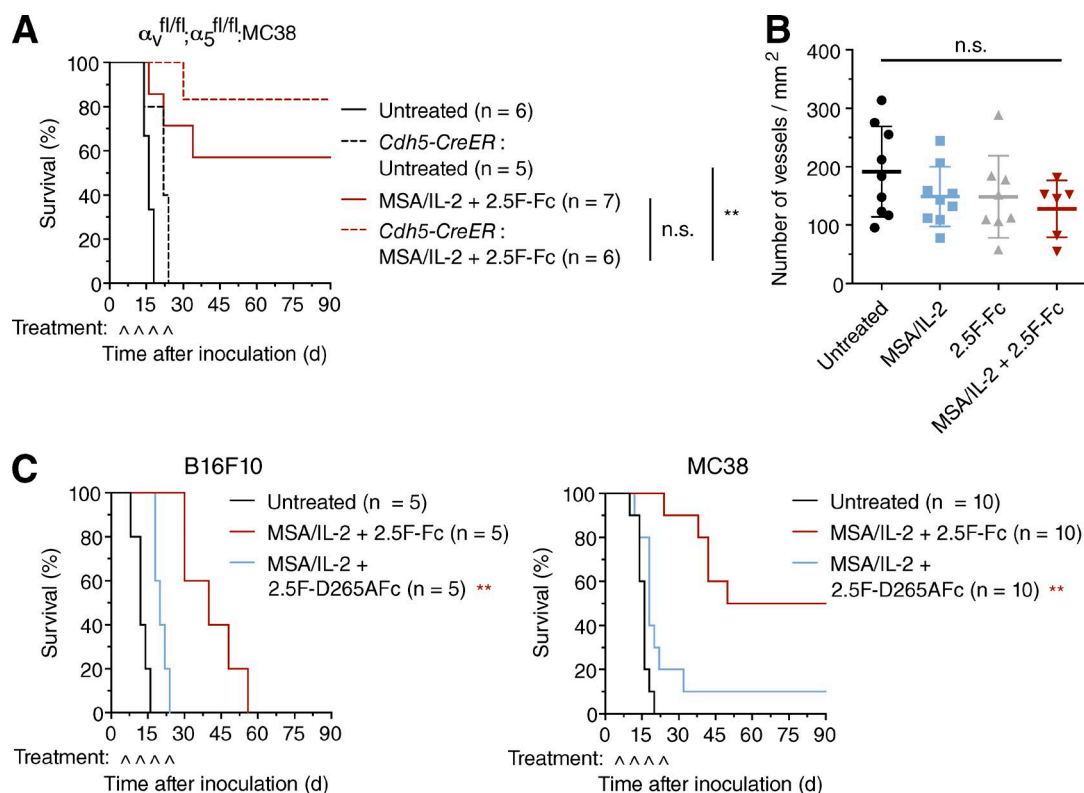 A
αv fl/fl;α5 fl/fl:MC38
Survival (%)
100
80
60
40
20
0
0 15 30 45 60 75 90
Treatment: ^ ^ ^ ^
Time after inoculation (d)
Untreated (n = 6)
Cdh5-CreER :
Untreated (n = 5)
MSA/IL-2 + 2.5F-Fc (n = 7)
Cdh5-CreER :
MSA/IL-2 + 2.5F-Fc (n = 6)
n.s.
**
B
Number of vessels / mm²
400
300
200
100
0
n.s.
Untreated
MSA/IL-2
2.5F-Fc
MSA/IL-2 + 2.5F-Fc
C
B16F10
Survival (%)
100
80
60
40
20
0
0 15 30 45 60 75 90
Treatment: ^ ^ ^ ^
Time after inoculation (d)
Untreated (n = 5)
MSA/IL-2 + 2.5F-Fc (n = 5)
MSA/IL-2 +
2.5F-D265AFc (n = 5) **
MC38
Survival (%)
100
80
60
40
20
0
0 15 30 45 60 75 90
Treatment: ^ ^ ^ ^
Time after inoculation (d)
Untreated (n = 10)
MSA/IL-2 + 2.5F-Fc (n = 10)
MSA/IL-2 +
2.5F-D265AFc (n = 10) **